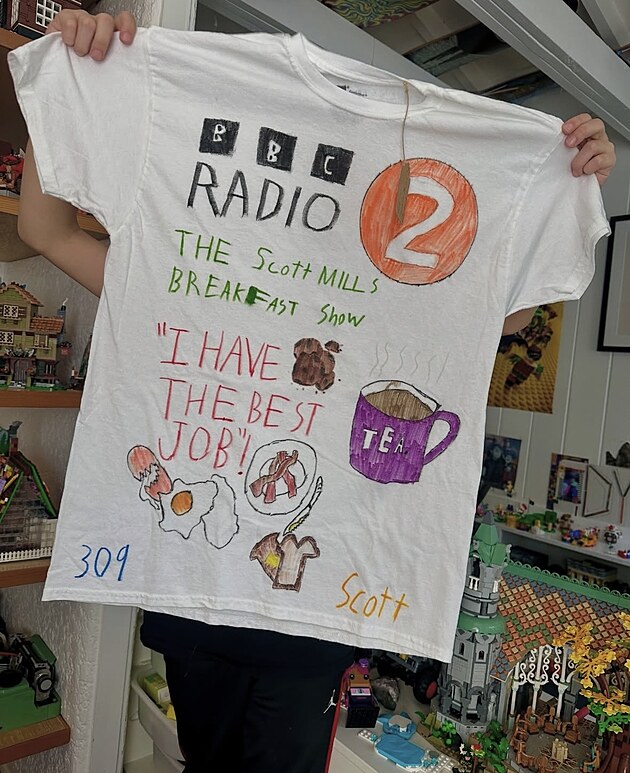 BBC
RADIO 2
THE Scott MILLS
BREAKFAST Show
"I HAVE
THE BEST
JOB"!
TEA
309
Scott